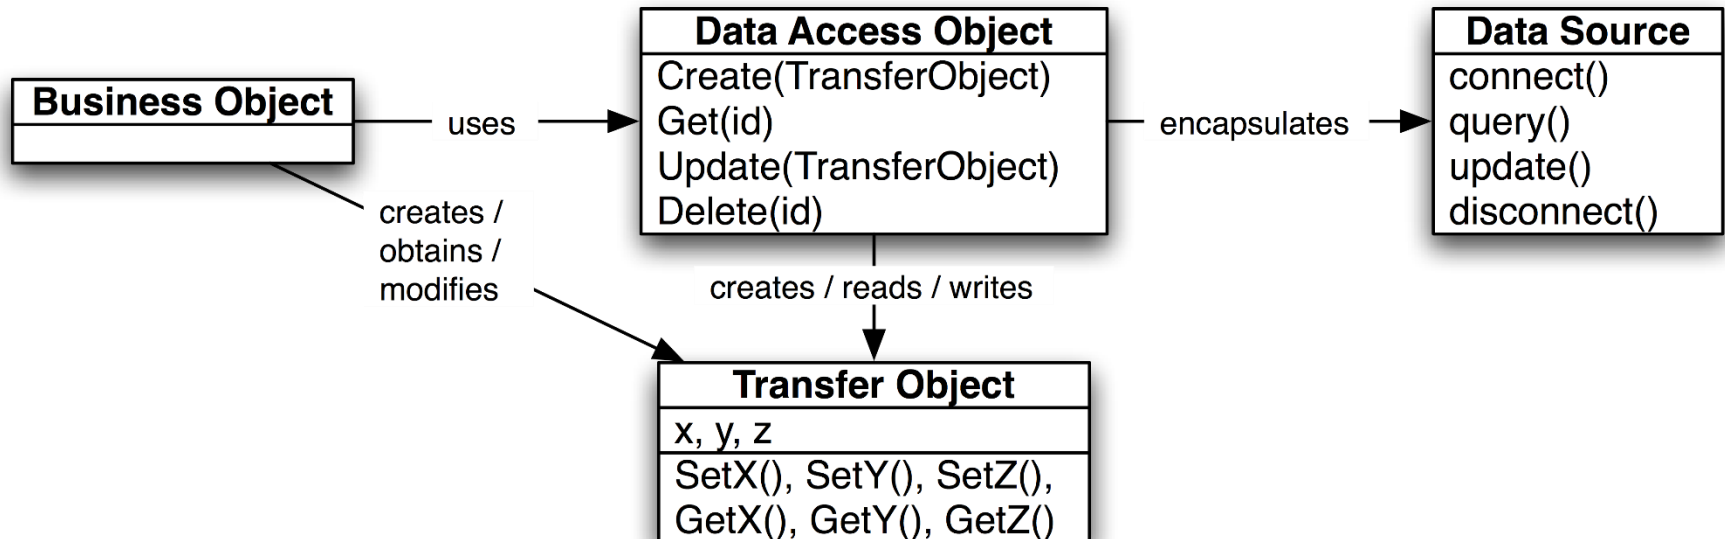 Business Object
uses
creates /
obtains /
modifies
Data Access Object
Create(TransferObject)
Get(id)
Update(TransferObject)
Delete(id)
encapsulates
Data Source
connect()
query()
update()
disconnect()
creates / reads / writes
Transfer Object
x, y, z
SetX(), SetY(), SetZ(),
GetX(), GetY(), GetZ()